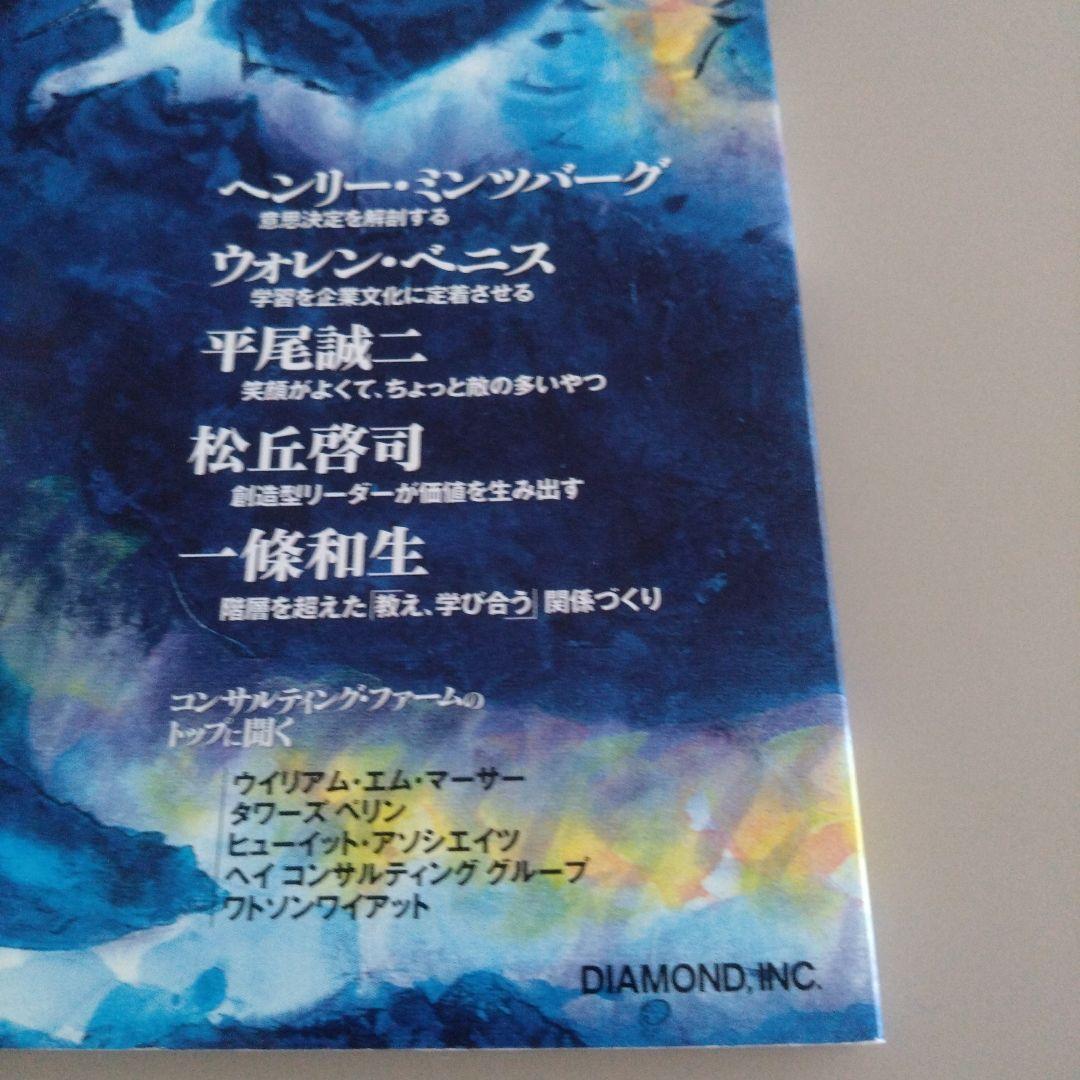 ヘンリー・ミンツバーグ
意思決定を解剖する
ウォレン・ベニス
学習を企業文化に定着させる
平尾誠二
笑顔がよくて、ちょっと敵の多いやつ
松丘啓司
創造型リーダーが価値を生み出す
一條和生
階層を超えた「教え、学び合う」関係づくり
コンサルティング・ファームの
トップに聞く
ウイリアム・エム・マーサー
タワーズ ペリン
ヒューイット・アソシエイツ
ヘイ コンサルティング グループ
ワトソンワイアット
DIAMOND, INC.